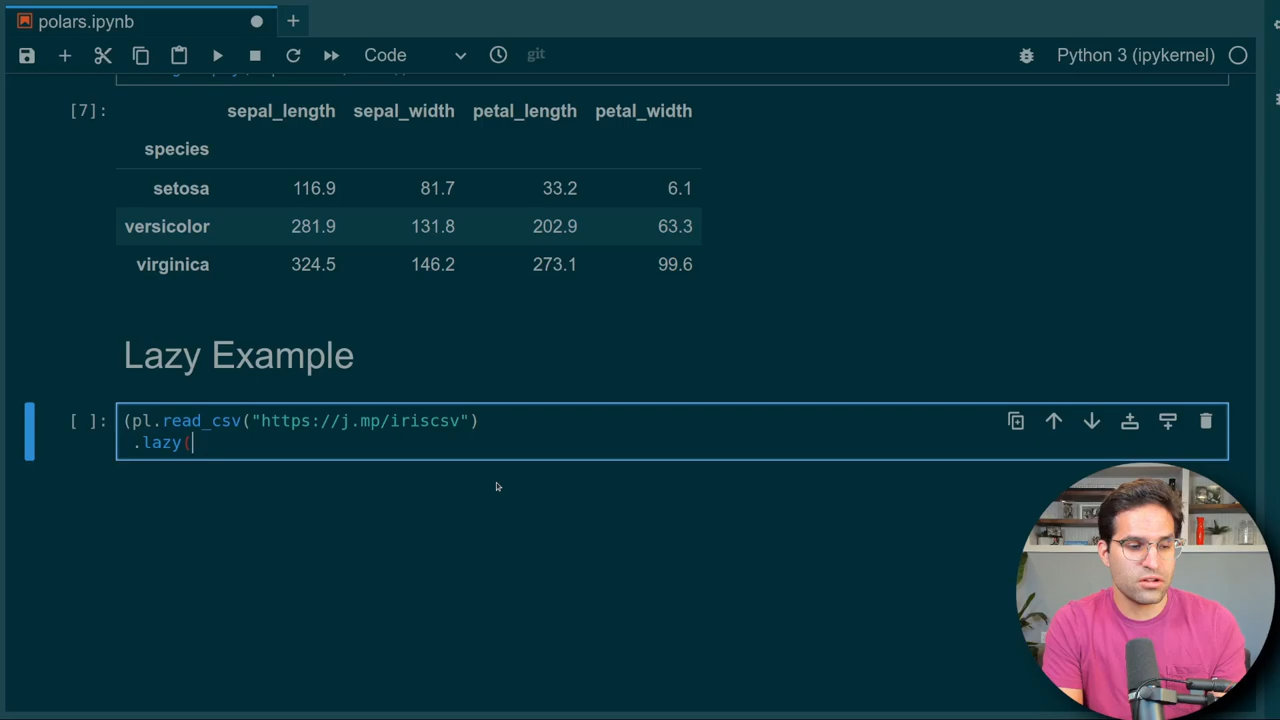 polars.ipynb
Code
git
Python 3 (ipykernel)
[7]:
sepal_length sepal_width petal_length petal_width
species
setosa 116.9 81.7 33.2 6.1
versicolor 281.9 131.8 202.9 63.3
virginica 324.5 146.2 273.1 99.6
Lazy Example
[ ]: (pl.read_csv("https://j.mp/iriscsv")
.lazy(